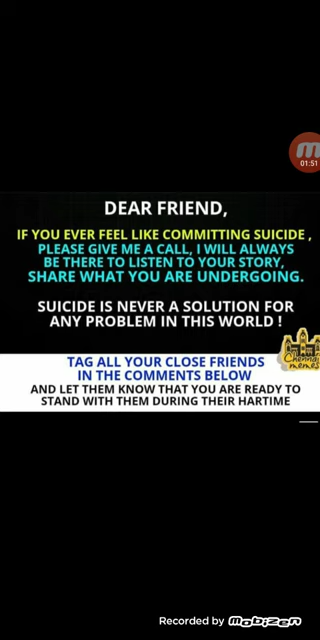 01:51
DEAR FRIEND,
IF YOU EVER FEEL LIKE COMMITTING SUICIDE ,
PLEASE GIVE ME A CALL, I WILL ALWAYS
BE THERE TO LISTEN TO YOUR STORY,
SHARE WHAT YOU ARE UNDERGOING.
SUICIDE IS NEVER A SOLUTION FOR
ANY PROBLEM IN THIS WORLD !
Chennai
memes
TAG ALL YOUR CLOSE FRIENDS
IN THE COMMENTS BELOW
AND LET THEM KNOW THAT YOU ARE READY TO
STAND WITH THEM DURING THEIR HARTIME
Recorded by Mobizen